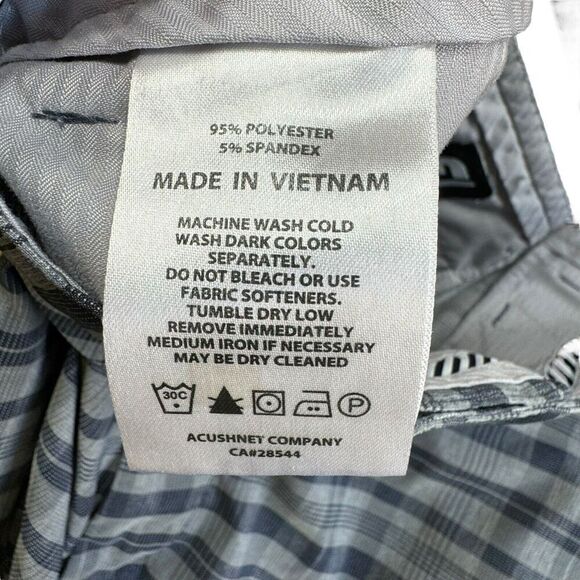 95% POLYESTER
5% SPANDEX
MADE IN VIETNAM
MACHINE WASH COLD
WASH DARK COLORS
SEPARATELY.
DO NOT BLEACH OR USE
FABRIC SOFTENERS.
TUMBLE DRY LOW
REMOVE IMMEDIATELY
MEDIUM IRON IF NECESSARY
MAY BE DRY CLEANED
30C P
ACUSHNET COMPANY
CA#28544